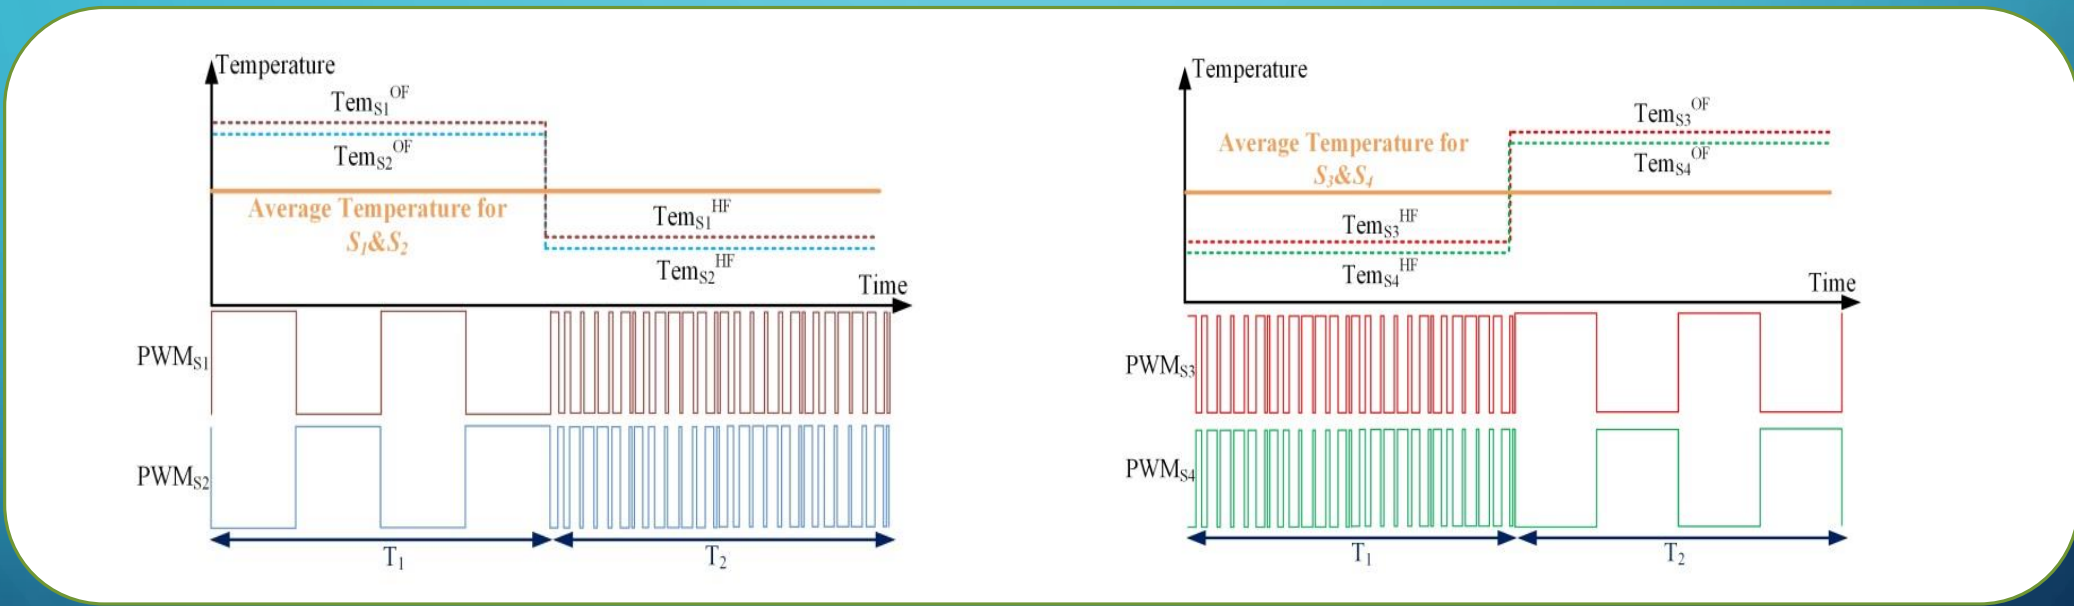 Temperature
Tem_S1^OF
Tem_S2^OF
Average Temperature for
S1&S2
Tem_S1^HF
Tem_S2^HF
Time
PWM_S1
PWM_S2
T1
T2
Temperature
Tem_S3^OF
Average Temperature for
S3&S4
Tem_S4^OF
Tem_S3^HF
Tem_S4^HF
Time
PWM_S3
PWM_S4
T1
T2